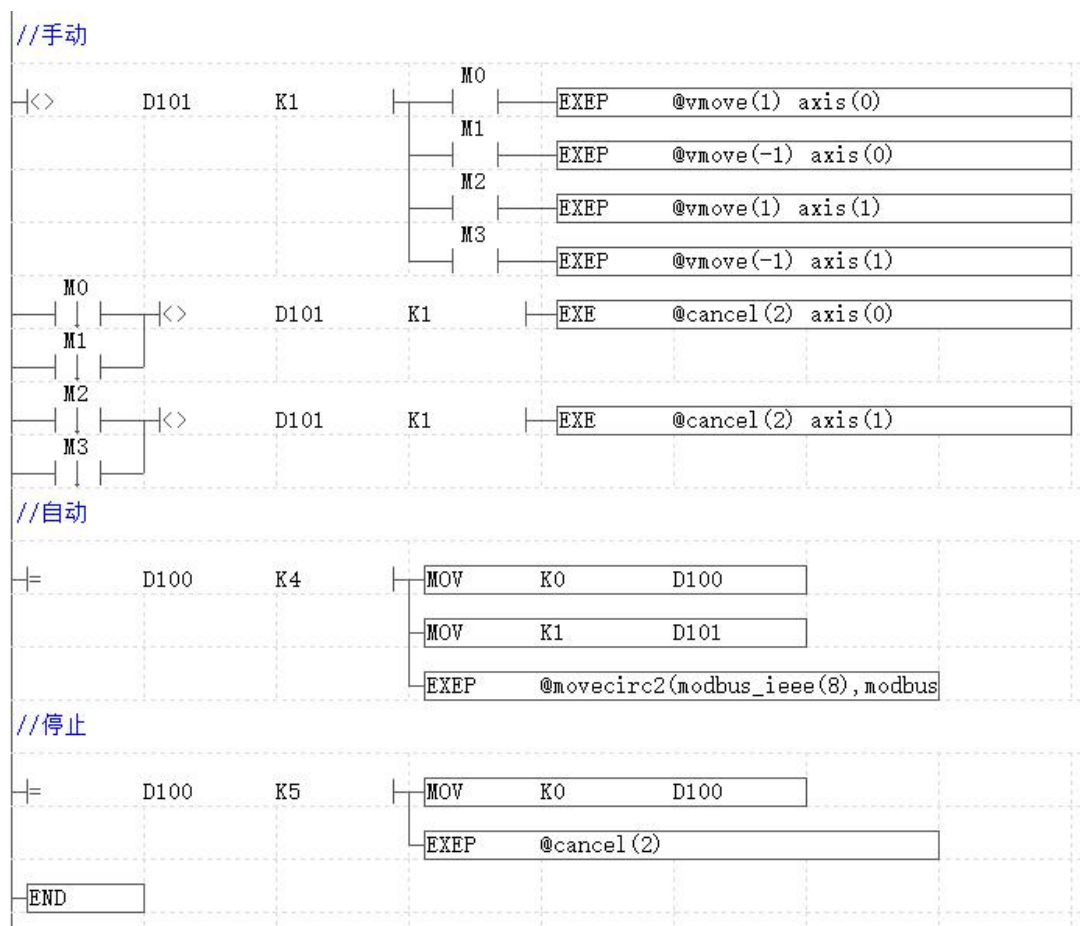 //手动
M0
<> D101 K1 EXEP @vmove(1) axis(0)
M1
EXEP @vmove(-1) axis(0)
M2
EXEP @vmove(1) axis(1)
M3
EXEP @vmove(-1) axis(1)
M0
<> D101 K1 EXE @cancel(2) axis(0)
M1
M2
<> D101 K1 EXE @cancel(2) axis(1)
M3
//自动
= D100 K4 MOV K0 D100
MOV K1 D101
EXEP @movecirc2(modbus_ieee(8),modbus
//停止
= D100 K5 MOV K0 D100
EXEP @cancel(2)
END